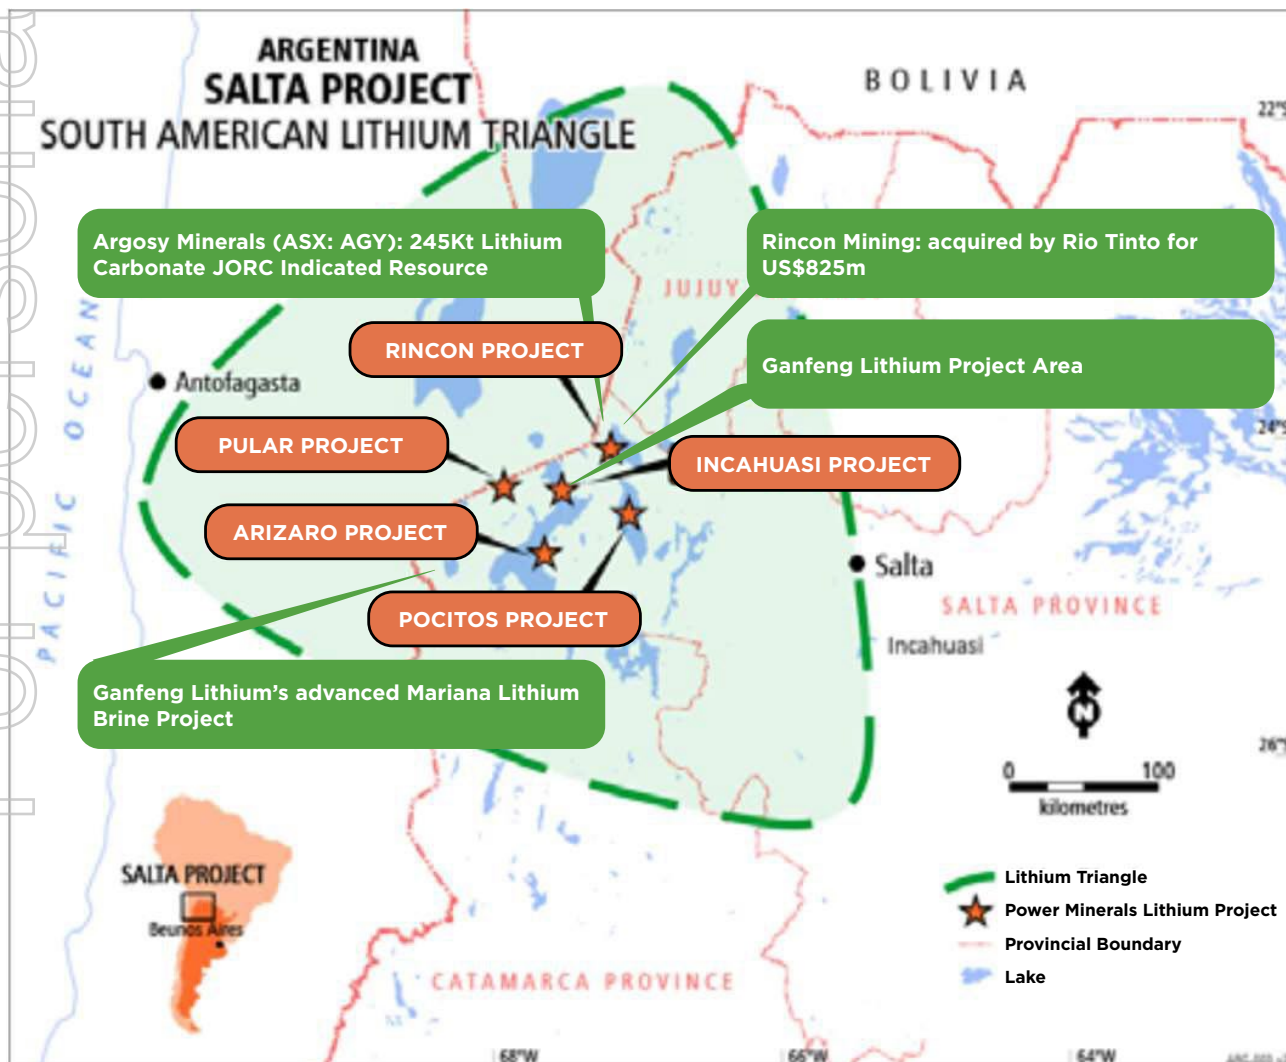 ARGENTINA
SALTA PROJECT
SOUTH AMERICAN LITHIUM TRIANGLE
BOLIVIA
22°S
Argosy Minerals (ASX: AGY): 245Kt Lithium
Carbonate JORC Indicated Resource
Rincon Mining: acquired by Rio Tinto for
US$825m
JUJUY
RINCON PROJECT
Ganfeng Lithium Project Area
Antofagasta
PACIFIC OCEAN
24°S
PULAR PROJECT
INCAHUASI PROJECT
ARIZARO PROJECT
Salta
SALTA PROVINCE
POCITOS PROJECT
Incahuasi
Ganfeng Lithium's advanced Mariana Lithium
Brine Project
N
26°S
0 100
kilometres
SALTA PROJECT
Beunos Aires
Lithium Triangle
Power Minerals Lithium Project
Provincial Boundary
Lake
CATAMARCA PROVINCE
68°W
66°W
64°W